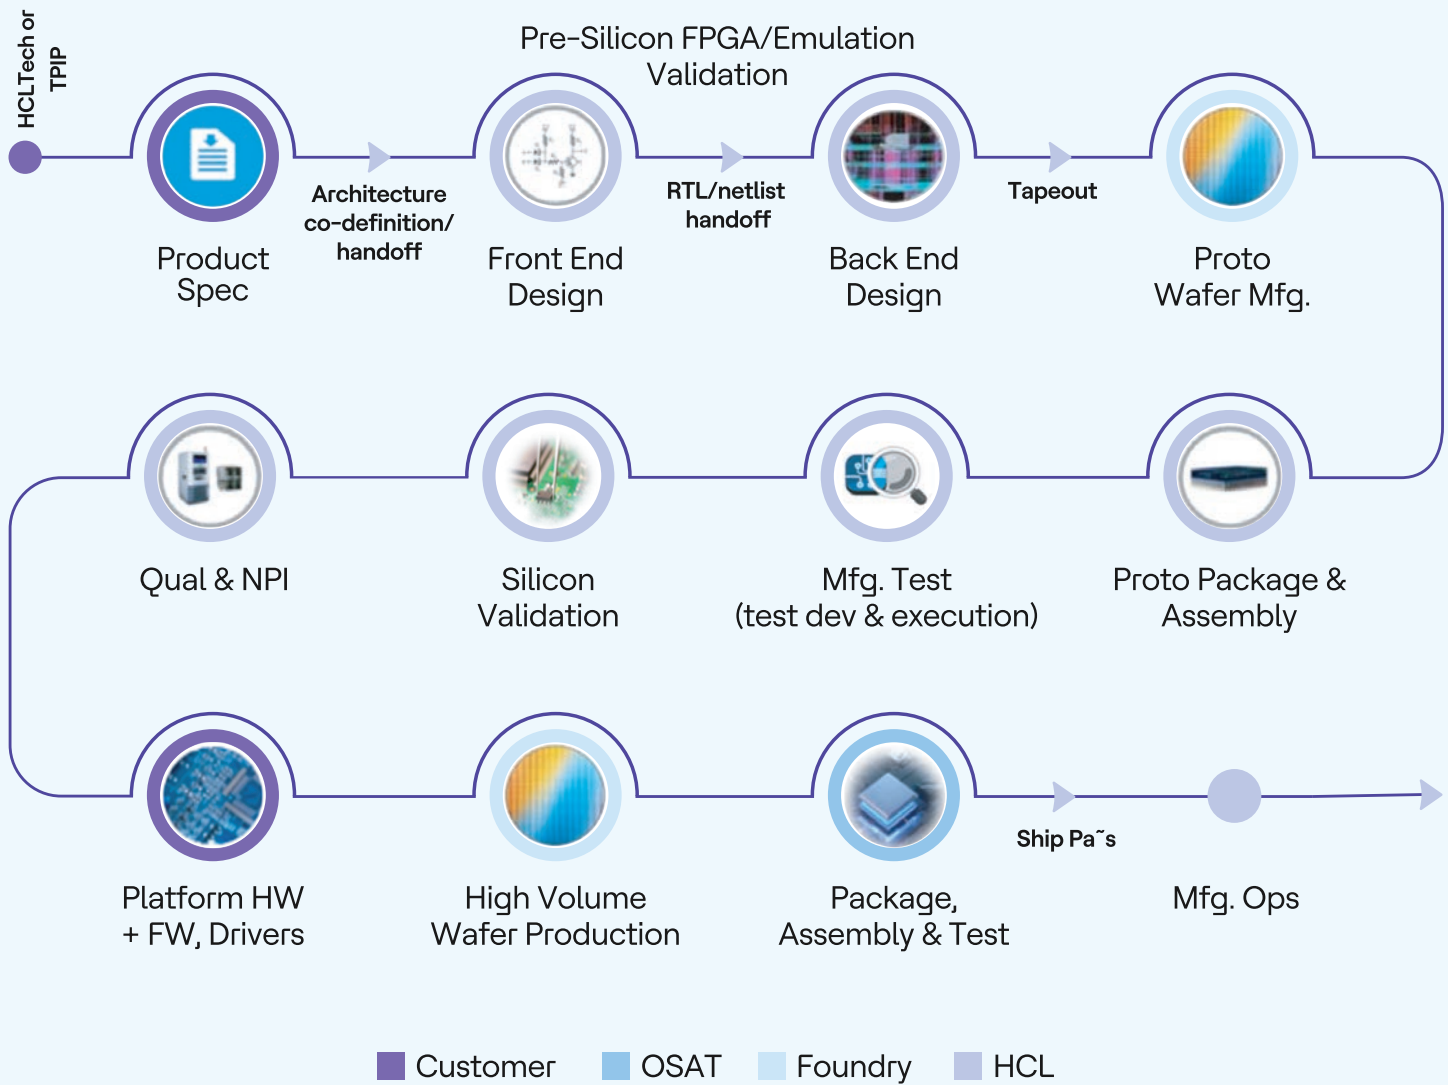 HCLTech or
TPIP
Pre-Silicon FPGA/Emulation
Validation
Architecture
co-definition/
handoff
RTL/netlist
handoff
Tapeout
Product
Spec
Front End
Design
Back End
Design
Proto
Wafer Mfg.
Qual & NPI
Silicon
Validation
Mfg. Test
(test dev & execution)
Proto Package &
Assembly
Ship Pa˜s
Platform HW
+ FW, Drivers
High Volume
Wafer Production
Package,
Assembly & Test
Mfg. Ops
Customer
OSAT
Foundry
HCL